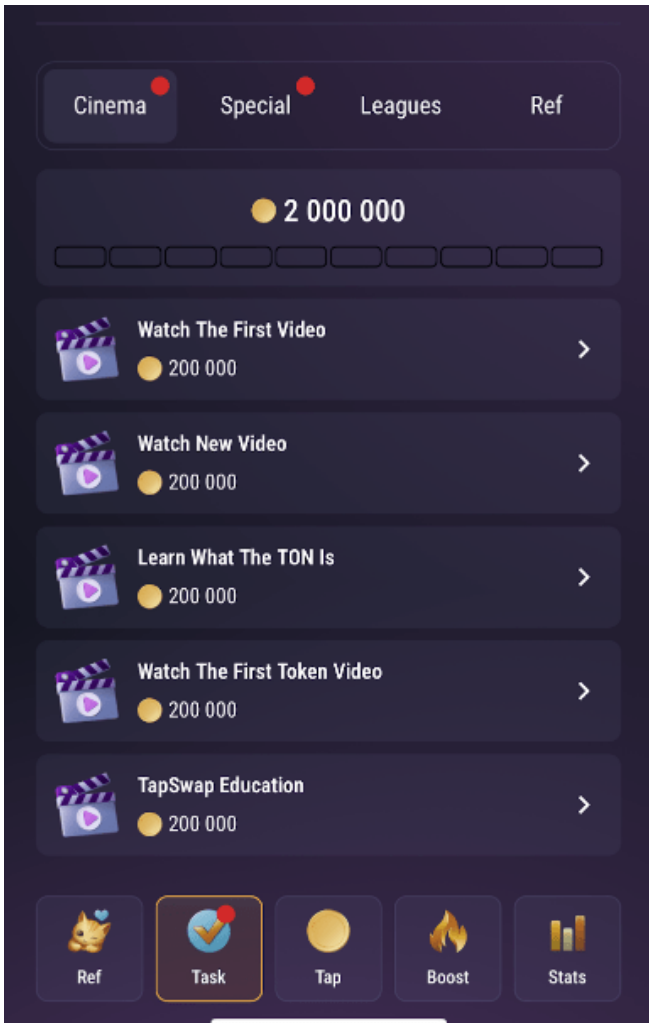 Cinema Special Leagues Ref
2 000 000
Watch The First Video
200 000
Watch New Video
200 000
Learn What The TON Is
200 000
Watch The First Token Video
200 000
TapSwap Education
200 000
Ref Task Tap Boost Stats